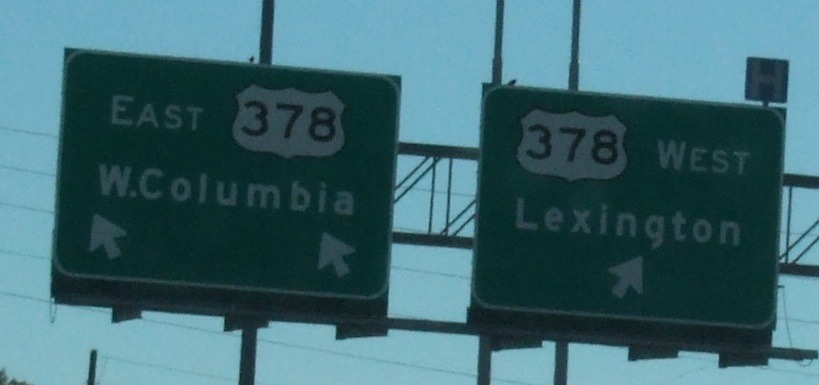 EAST 378
W.Columbia
378 WEST
Lexington
H